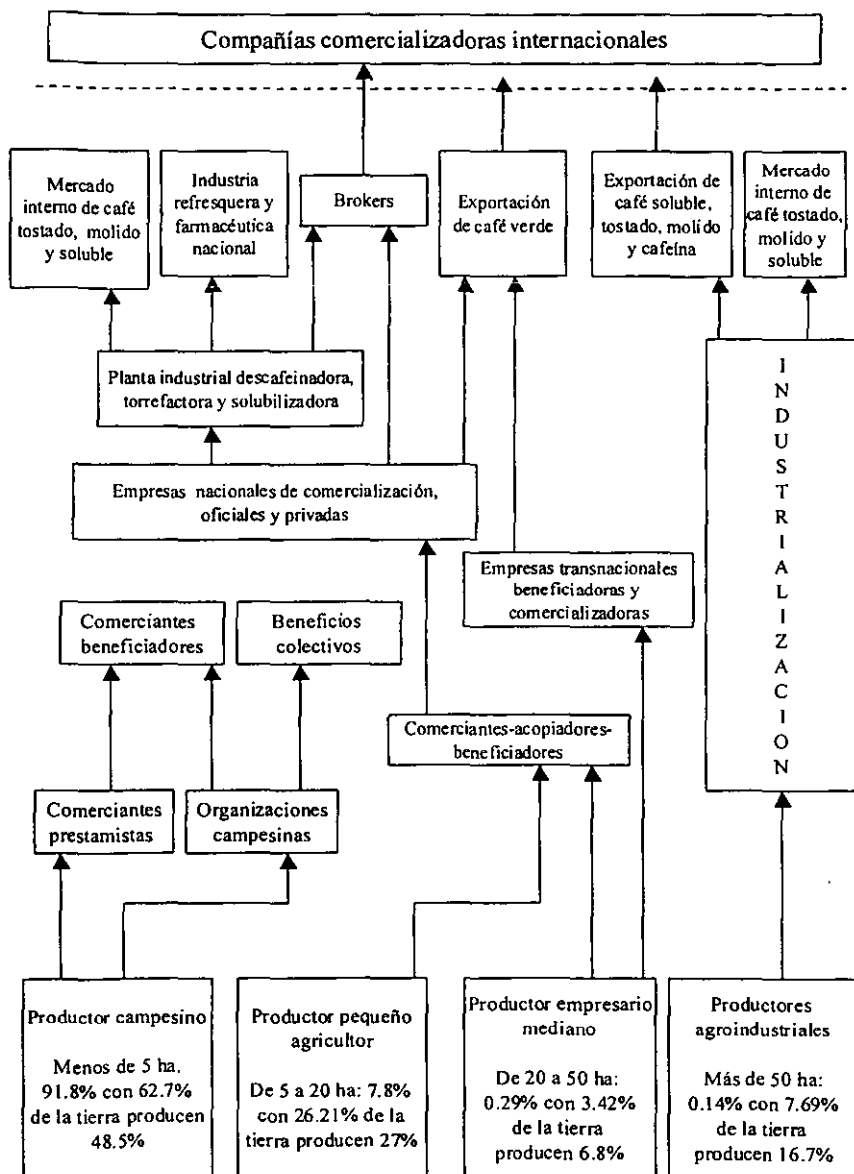 Compañías comercializadoras internacionales
Mercado
interno de café
tostado, molido
y soluble
Industria
refresquera y
farmacéutica
nacional
Brokers
Exportación
de café verde
Exportación de
café soluble,
tostado, molido
y cafeína
Mercado
interno de
café tostado,
molido y
soluble
Planta industrial descafeinadora,
torrefactora y solubilizadora
Empresas nacionales de comercialización,
oficiales y privadas
Empresas transnacionales
beneficiadoras y
comercializadoras
I
N
D
U
S
T
R
I
A
L
I
Z
A
C
I
O
N
Comerciantes
beneficiadores
Beneficios
colectivos
Comerciantes-acopiadores-
beneficiadores
Comerciantes
prestamistas
Organizaciones
campesinas
Productor campesino
Menos de 5 ha.
91.8% con 62.7%
de la tierra producen
48.5%
Productor pequeño
agricultor
De 5 a 20 ha: 7.8%
con 26.21% de la
tierra producen 27%
Productor empresario
mediano
De 20 a 50 ha:
0.29% con 3.42%
de la tierra
producen 6.8%
Productores
agroindustriales
Más de 50 ha:
0.14% con 7.69%
de la tierra
producen 16.7%